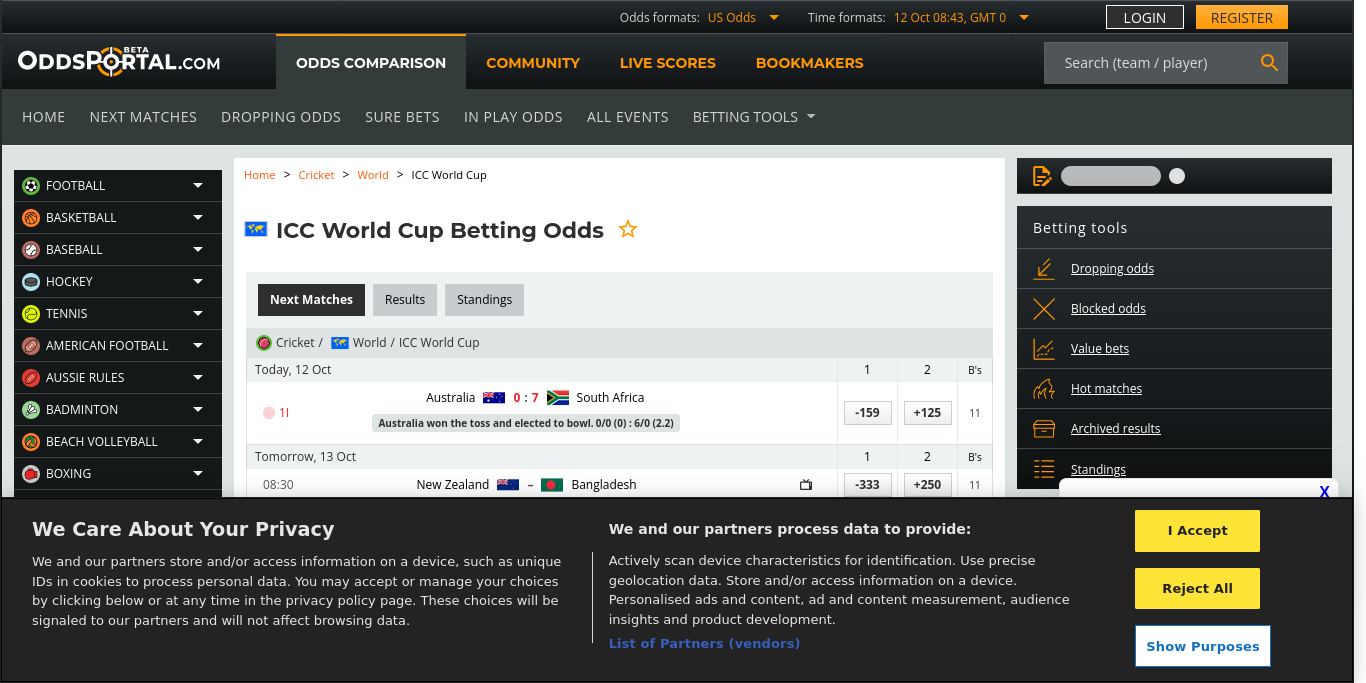 Odds formats: US Odds Time formats: 12 Oct 08:43, GMT 0 LOGIN REGISTER
ODDSPORTAL.COM BETA
ODDS COMPARISON COMMUNITY LIVE SCORES BOOKMAKERS Search (team / player)
HOME NEXT MATCHES DROPPING ODDS SURE BETS IN PLAY ODDS ALL EVENTS BETTING TOOLS
FOOTBALL
BASKETBALL
BASEBALL
HOCKEY
TENNIS
AMERICAN FOOTBALL
AUSSIE RULES
BADMINTON
BEACH VOLLEYBALL
BOXING
Home > Cricket > World > ICC World Cup
ICC World Cup Betting Odds
Next Matches Results Standings
Cricket / World / ICC World Cup
Today, 12 Oct 1 2 B's
1I Australia 0 : 7 South Africa -159 +125 11
Australia won the toss and elected to bowl. 0/0 (0) : 6/0 (2.2)
Tomorrow, 13 Oct 1 2 B's
08:30 New Zealand – Bangladesh -333 +250 11
Betting tools
Dropping odds
Blocked odds
Value bets
Hot matches
Archived results
Standings
X
We Care About Your Privacy
We and our partners store and/or access information on a device, such as unique
IDs in cookies to process personal data. You may accept or manage your choices
by clicking below or at any time in the privacy policy page. These choices will be
signaled to our partners and will not affect browsing data.
We and our partners process data to provide:
Actively scan device characteristics for identification. Use precise
geolocation data. Store and/or access information on a device.
Personalised ads and content, ad and content measurement, audience
insights and product development.
List of Partners (vendors)
I Accept
Reject All
Show Purposes